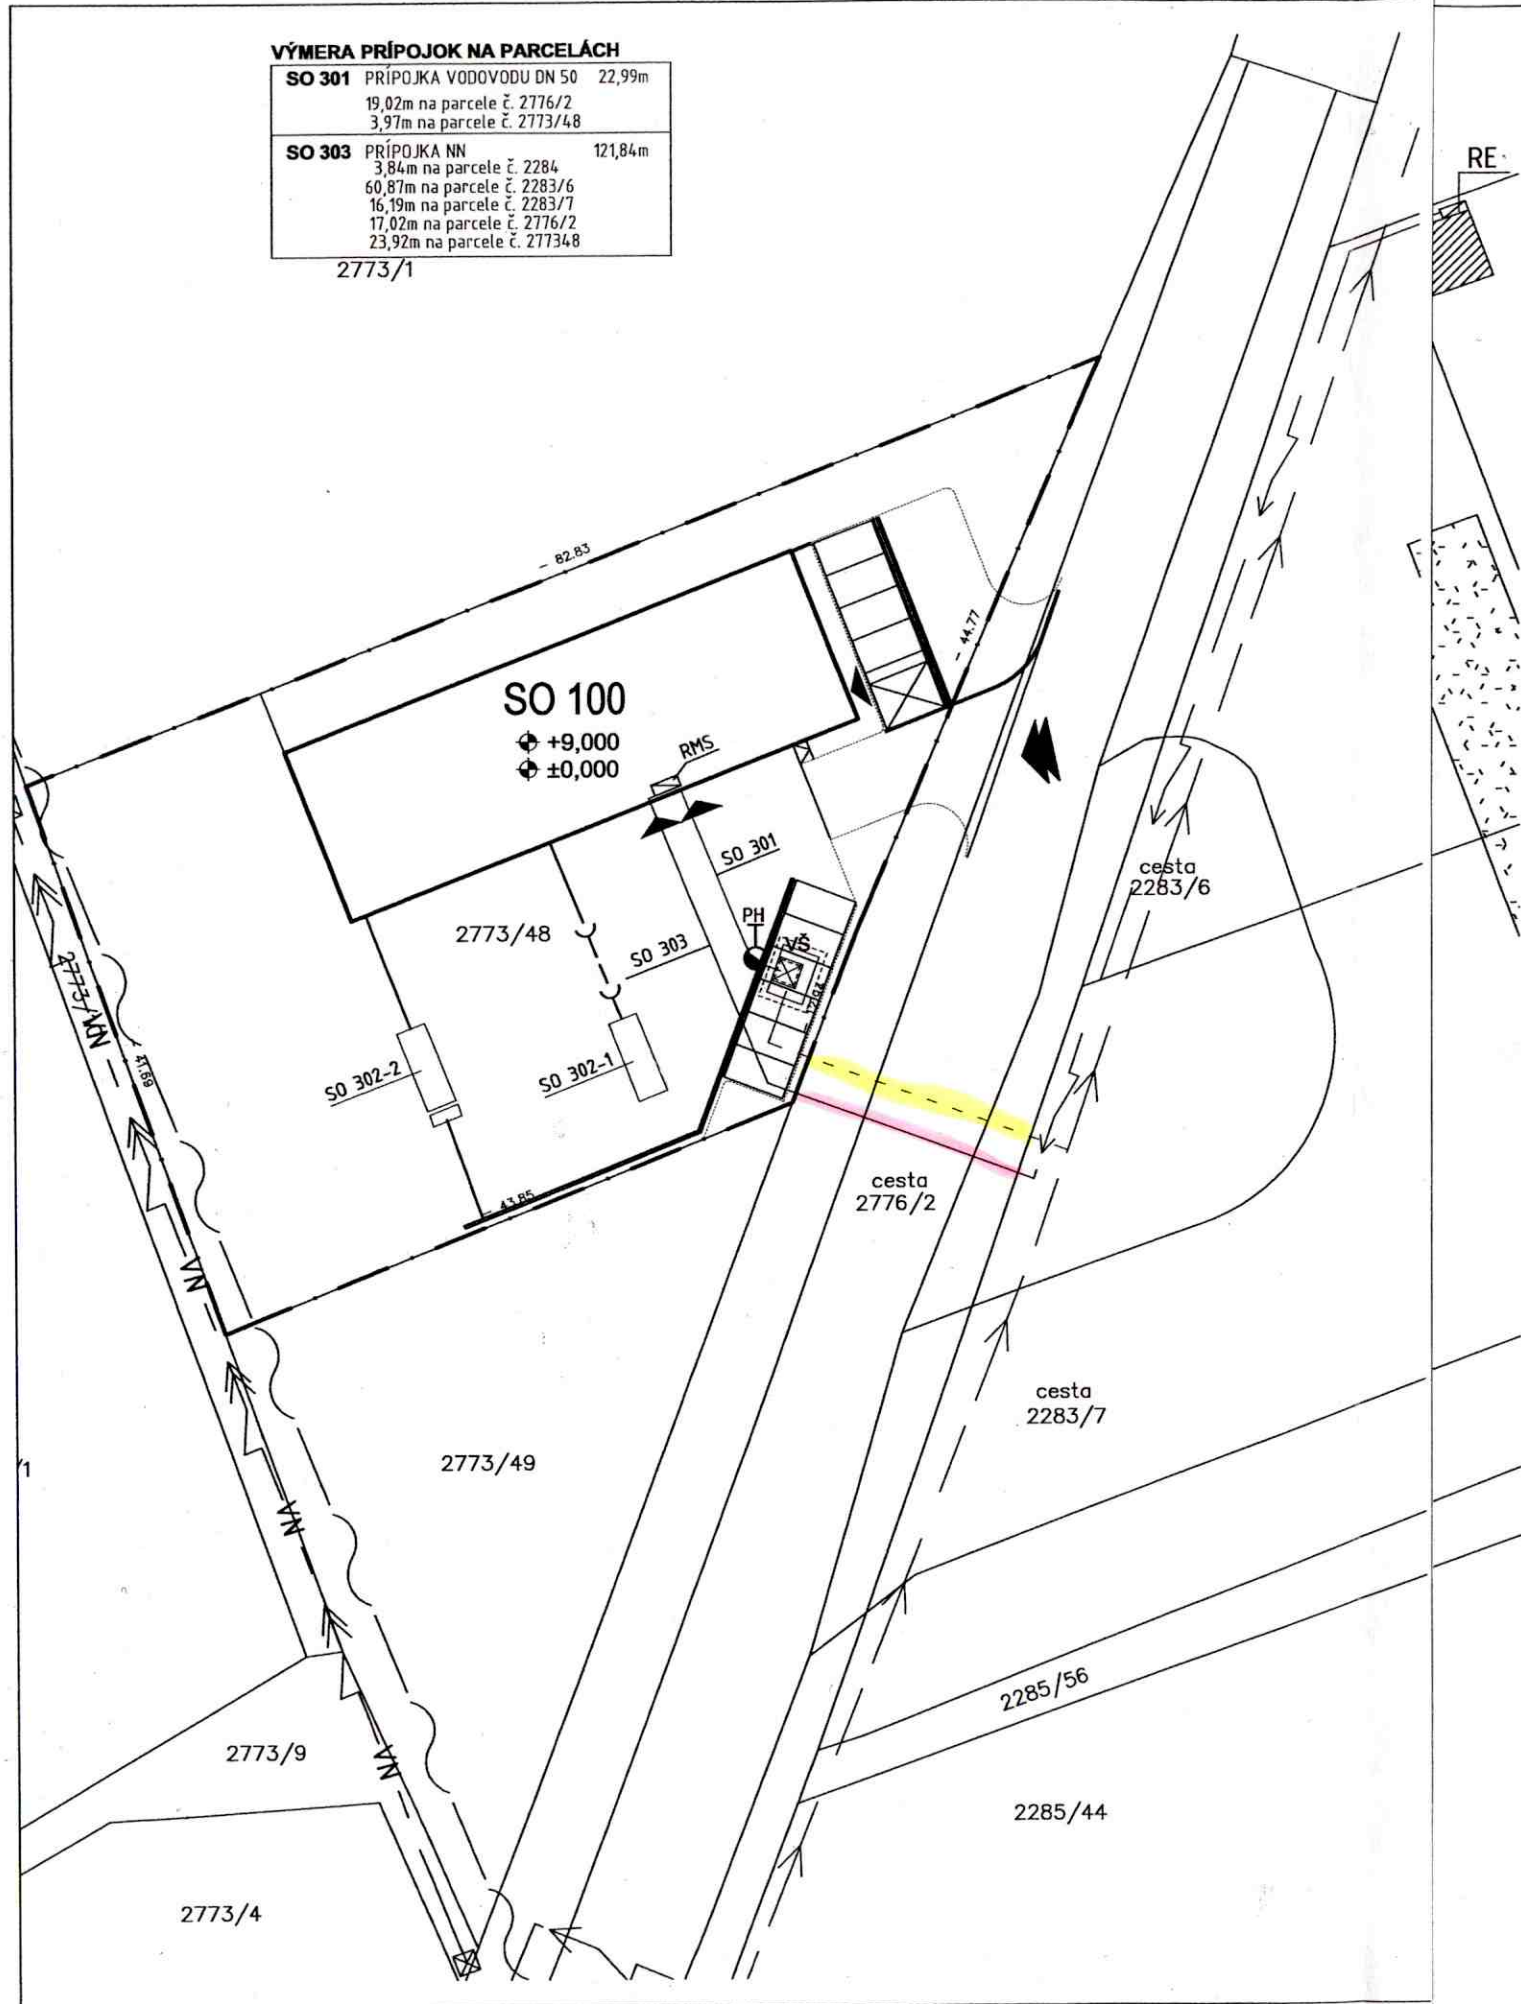 VÝMERA PRÍPOJOK NA PARCELÁCH
SO 301 PRÍPOJKA VODOVODU DN 50 22,99m
19,02m na parcele č. 2776/2
3,97m na parcele č. 2773/48
SO 303 PRÍPOJKA NN 121,84m
3,84m na parcele č. 2284
60,87m na parcele č. 2283/6
16,19m na parcele č. 2283/7
17,02m na parcele č. 2776/2
23,92m na parcele č. 277348
2773/1
RE
82.83
44.77
SO 100
+9,000
±0,000
RMS
SO 301
cesta
2283/6
2773/48
PH
VŠ
SO 303
VN
41.69
SO 302-2
SO 302-1
43.85
cesta
2776/2
VN
cesta
2283/7
2773/49
/1
VN
2285/56
2773/9
VN
2285/44
2773/4